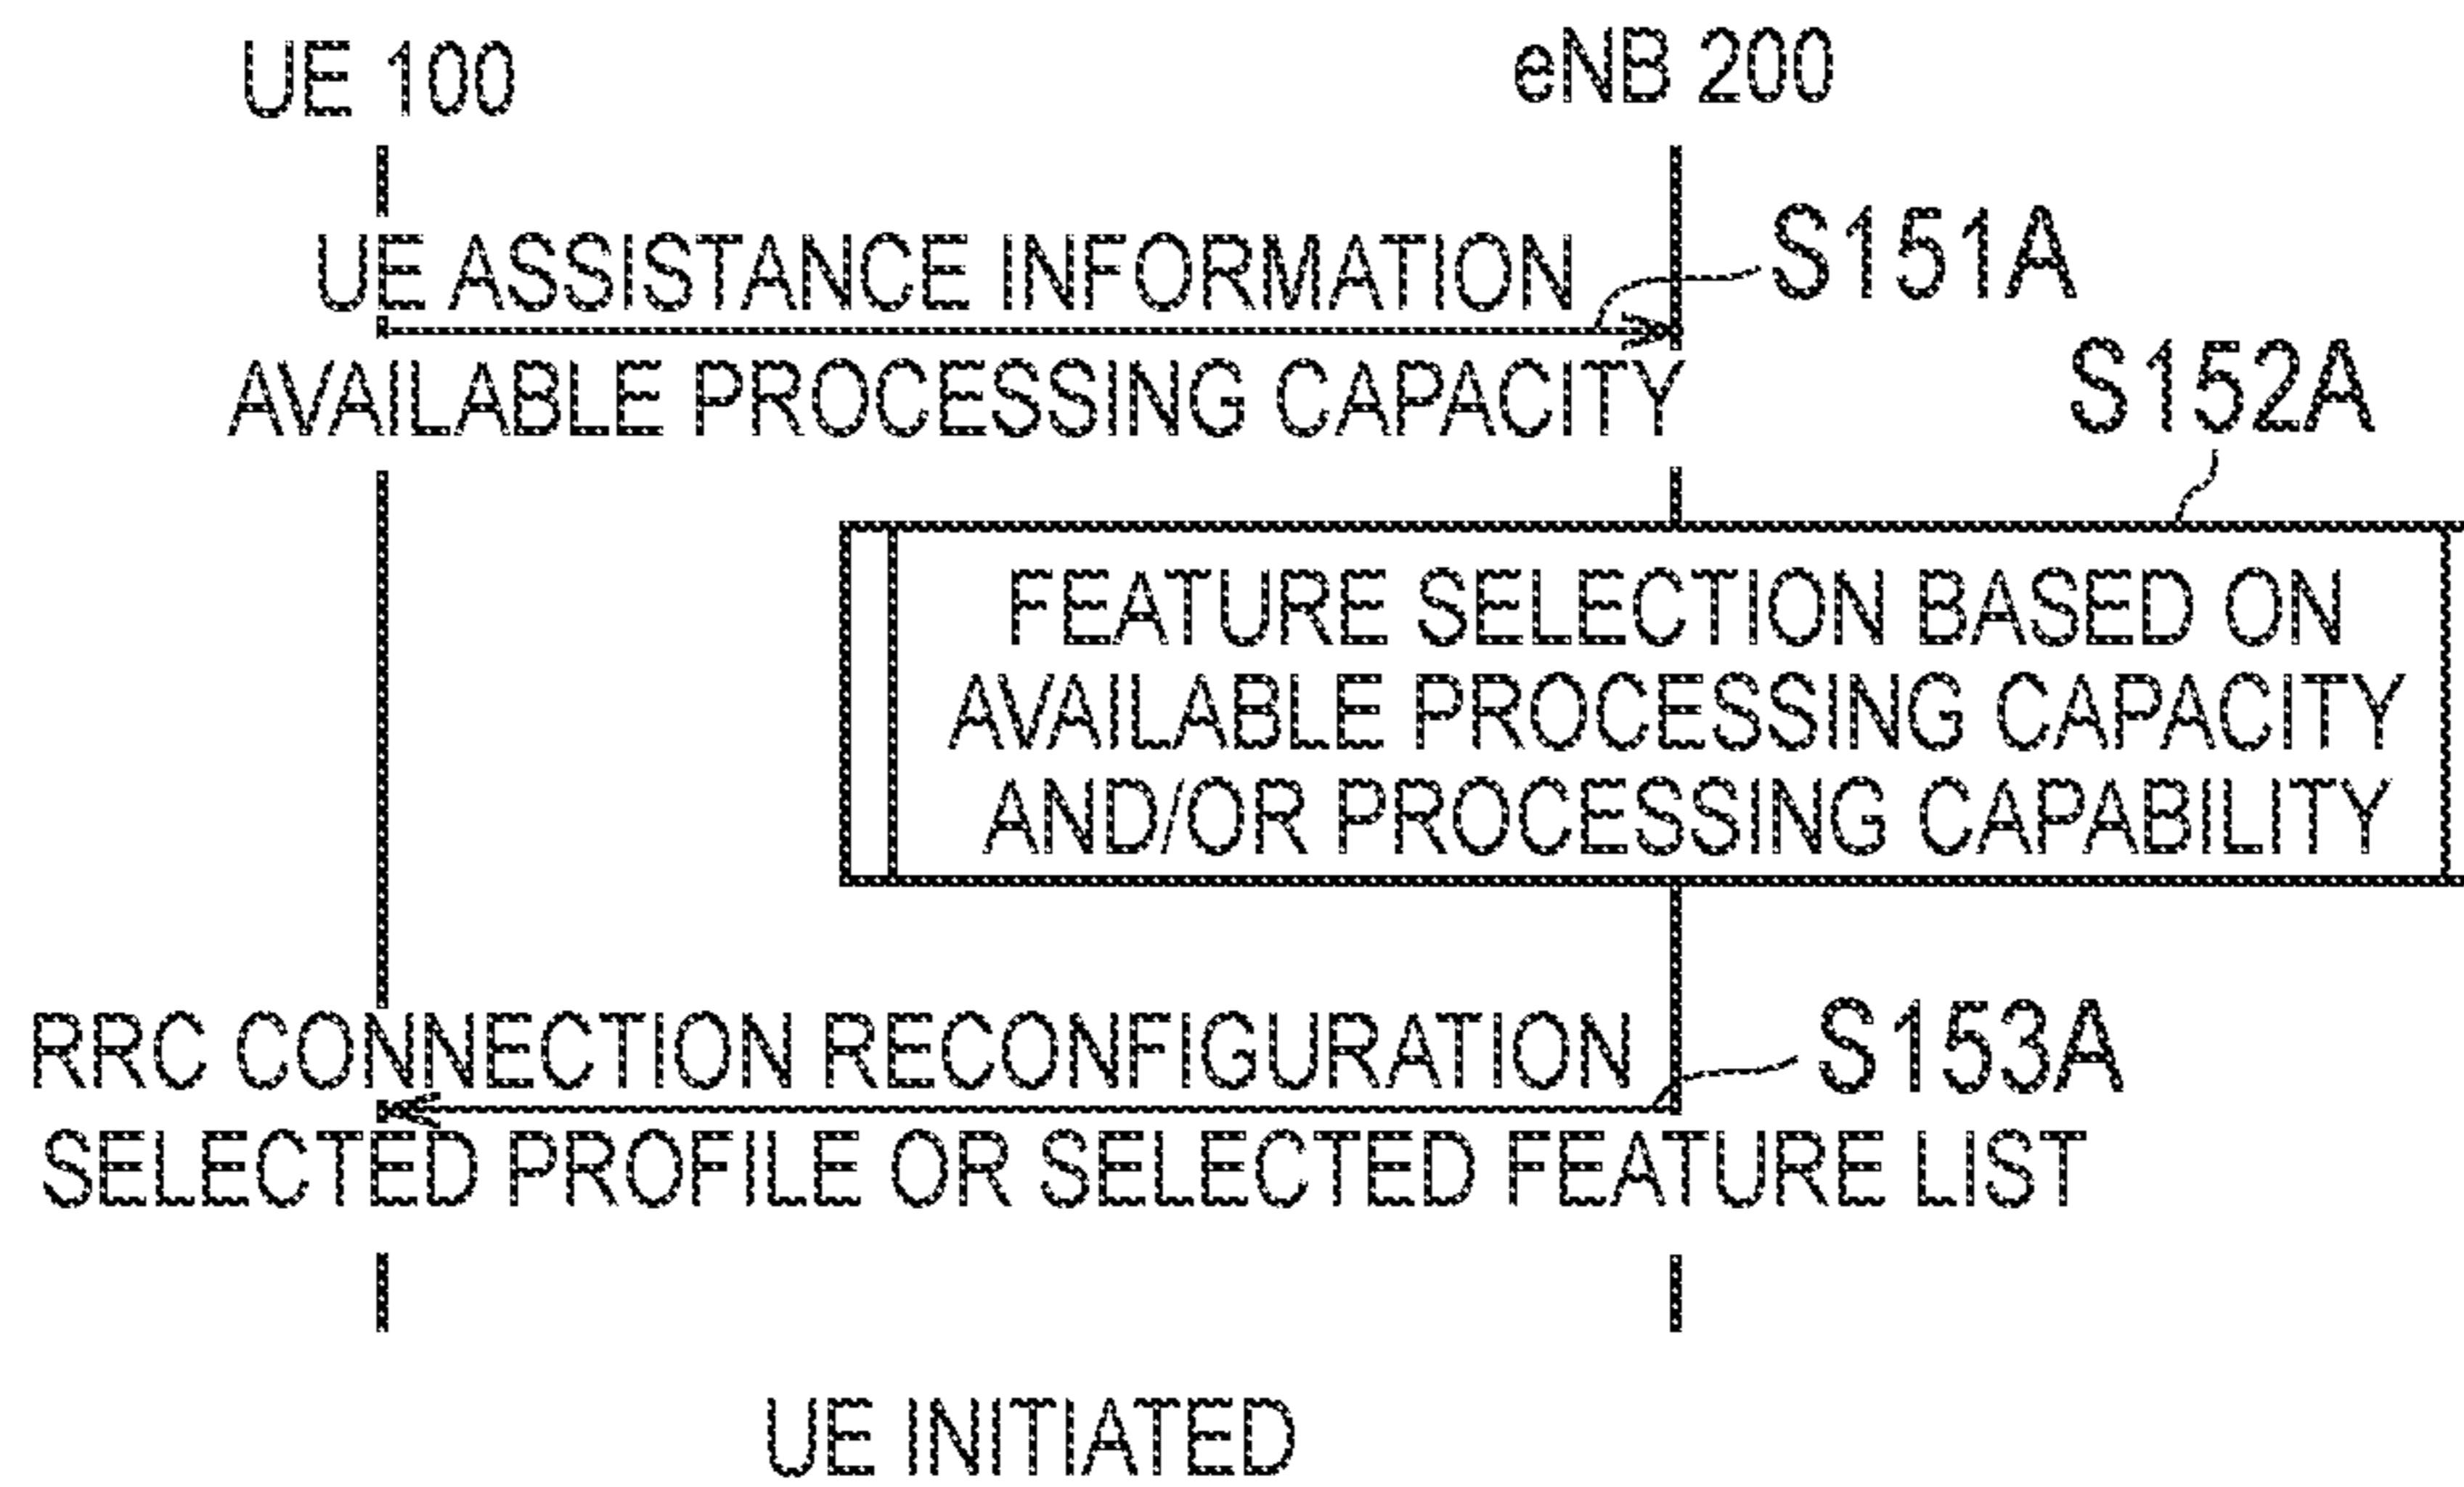 UE 100
eNB 200
UE ASSISTANCE INFORMATION
S151A
AVAILABLE PROCESSING CAPACITY
S152A
FEATURE SELECTION BASED ON
AVAILABLE PROCESSING CAPACITY
AND/OR PROCESSING CAPABILITY
RRC CONNECTION RECONFIGURATION
S153A
SELECTED PROFILE OR SELECTED FEATURE LIST
UE INITIATED